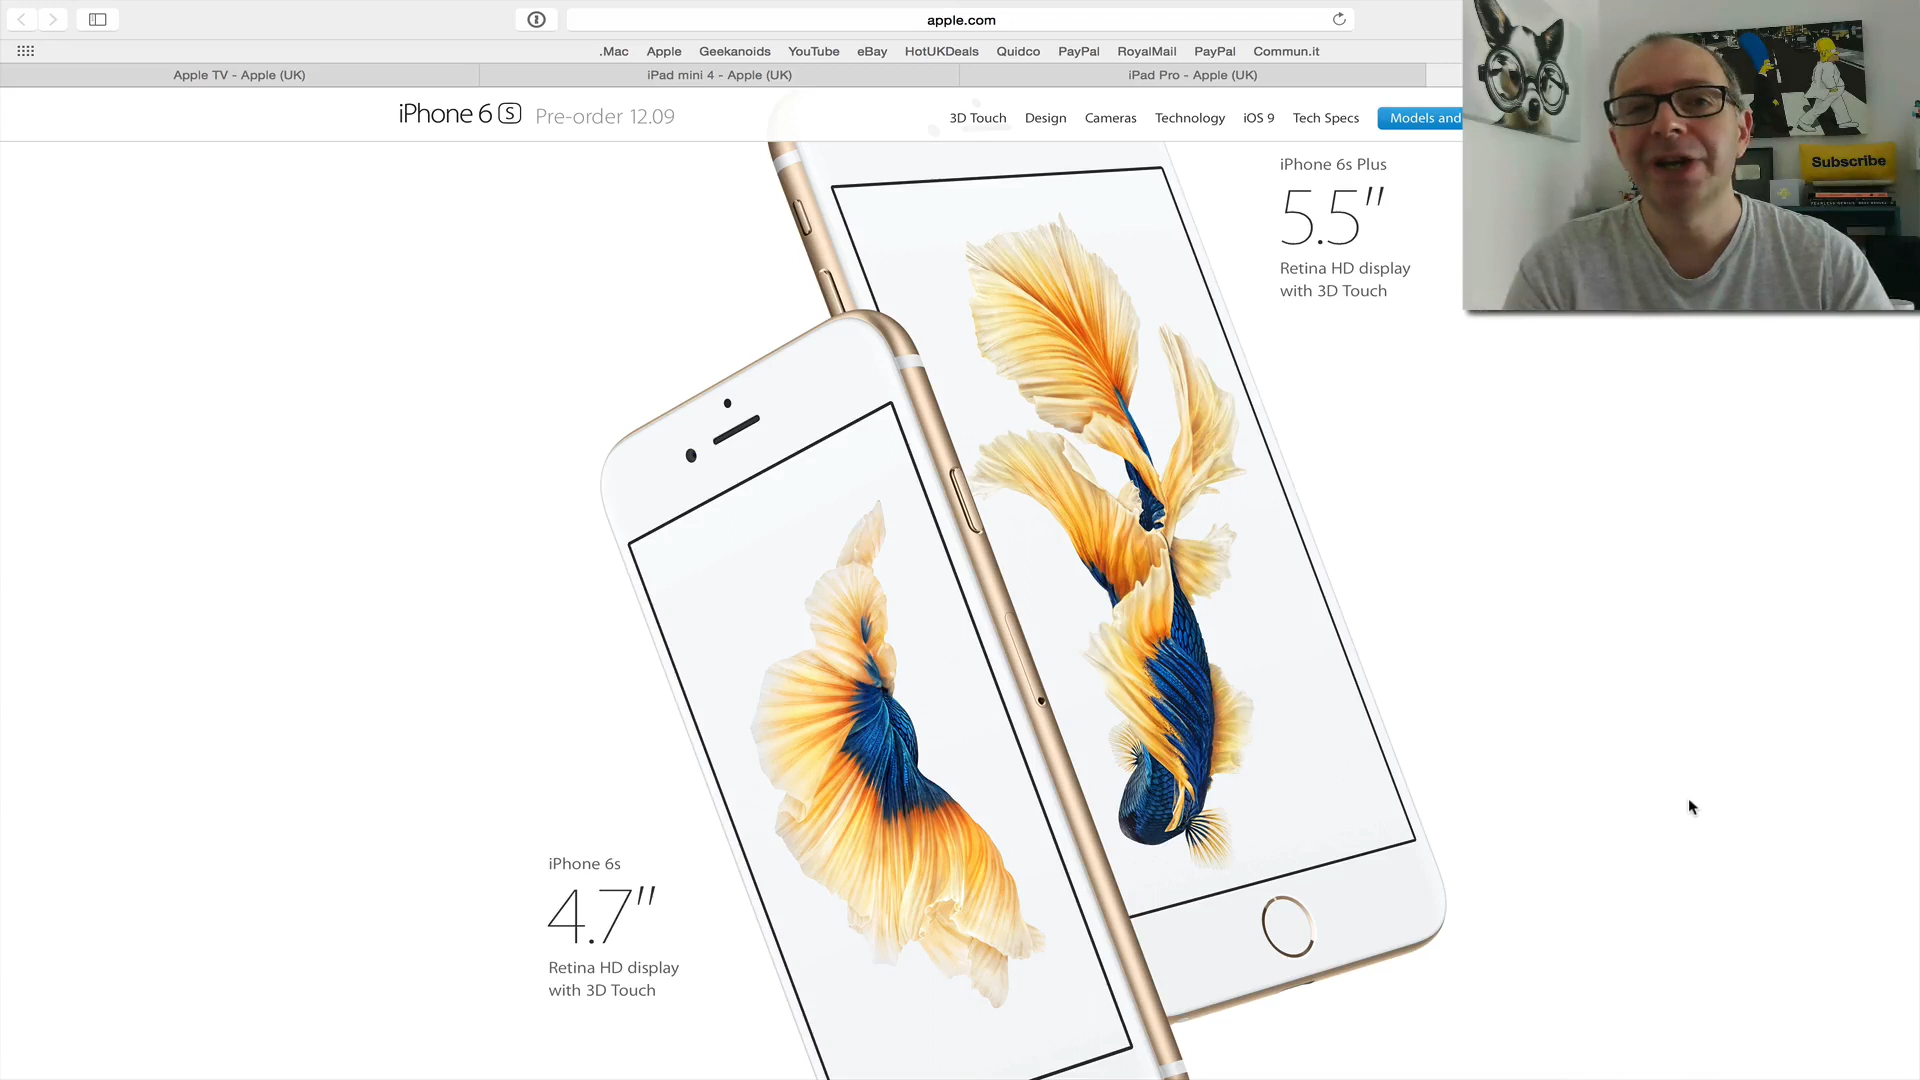 apple.com
.Mac Apple Geekanoids YouTube eBay HotUKDeals Quidco PayPal RoyalMail PayPal Commun.it
Apple TV - Apple (UK) iPad mini 4 - Apple (UK) iPad Pro - Apple (UK)
iPhone 6S Pre-order 12.09 3D Touch Design Cameras Technology iOS 9 Tech Specs Models and
Subscribe
iPhone 6s Plus
5.5"
Retina HD display
with 3D Touch
iPhone 6s
4.7"
Retina HD display
with 3D Touch